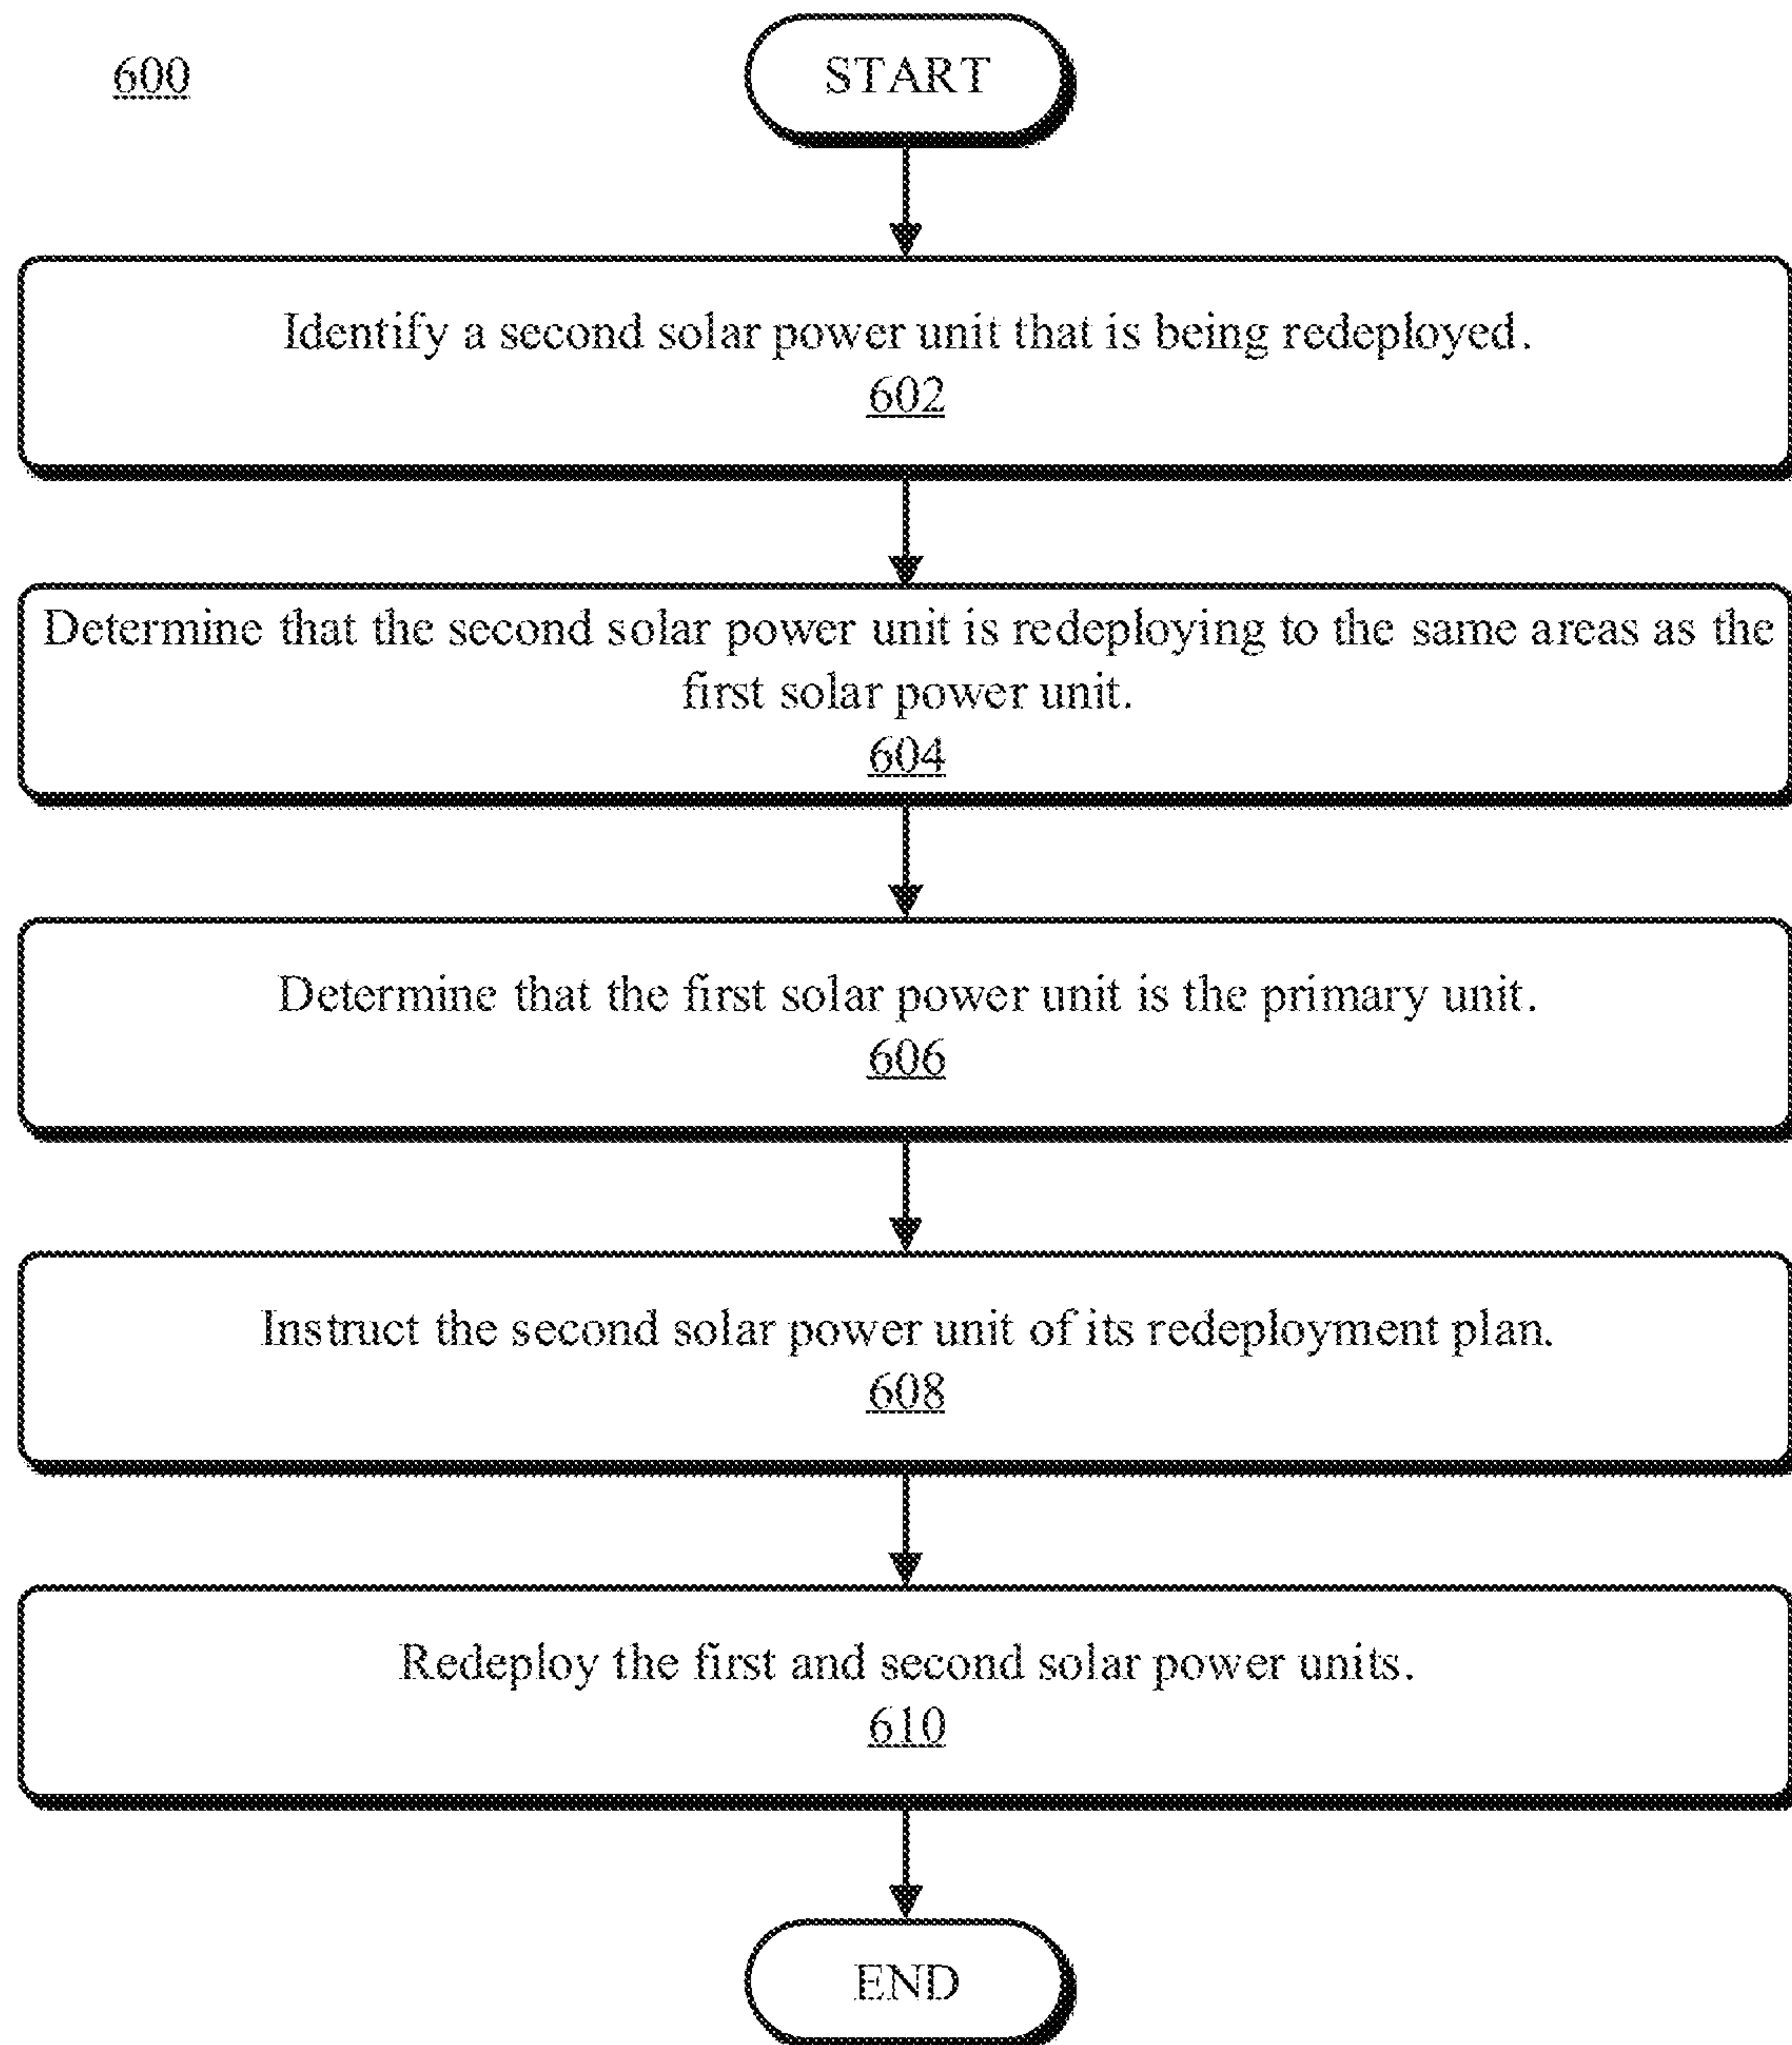 600
START
Identify a second solar power unit that is being redeployed.
602
Determine that the second solar power unit is redeploying to the same areas as the
first solar power unit.
604
Determine that the first solar power unit is the primary unit.
606
Instruct the second solar power unit of its redeployment plan.
608
Redeploy the first and second solar power units.
610
END